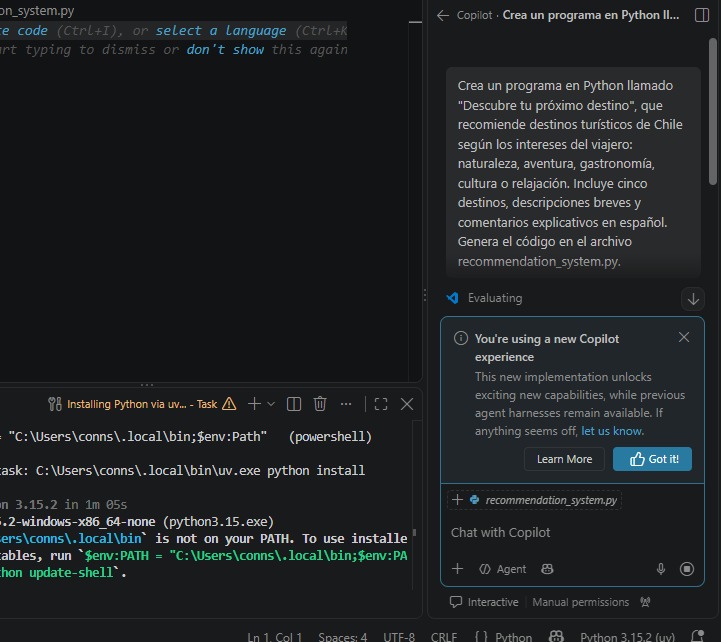 on_system.py
te code (Ctrl+I), or select a language (Ctrl+K
art typing to dismiss or don't show this again
Installing Python via uv... - Task
= "C:\Users\conns\.local\bin;$env:Path" (powershell)
task: C:\Users\conns\.local\bin\uv.exe python install
on 3.15.2 in 1m 05s
5.2-windows-x86_64-none (python3.15.exe)
sers\conns\.local\bin` is not on your PATH. To use installe
tables, run `$env:PATH = "C:\Users\conns\.local\bin;$env:PA
thon update-shell`.
Copilot · Crea un programa en Python ll...
Crea un programa en Python llamado
"Descubre tu próximo destino", que
recomiende destinos turísticos de Chile
según los intereses del viajero:
naturaleza, aventura, gastronomía,
cultura o relajación. Incluye cinco
destinos, descripciones breves y
comentarios explicativos en español.
Genera el código en el archivo
recommendation_system.py.
Evaluating
You're using a new Copilot
experience
This new implementation unlocks
exciting new capabilities, while previous
agent harnesses remain available. If
anything seems off, let us know.
Learn More
Got it!
recommendation_system.py
Chat with Copilot
Agent
Interactive
Manual permissions
Ln 1, Col 1 Spaces: 4 UTF-8 CRLF { } Python Python 3.15.2 (uv)